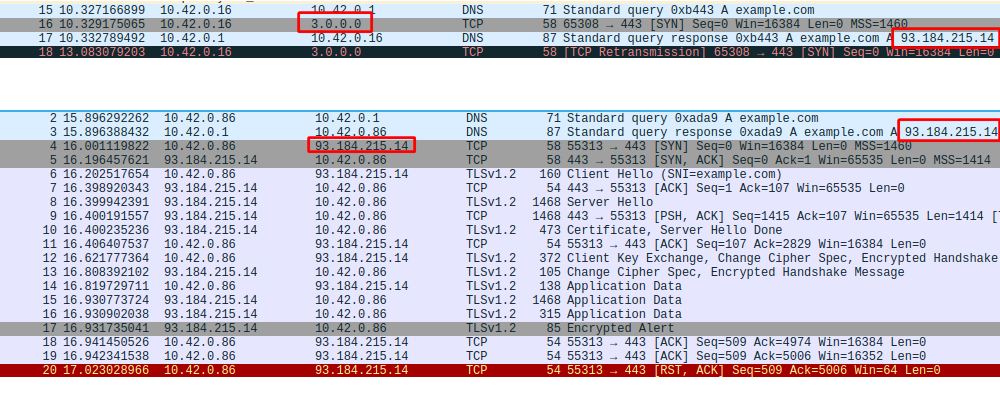 15 10.327166899 10.42.0.16 10.42.0.1 DNS 71 Standard query 0xb443 A example.com
16 10.329175065 10.42.0.16 3.0.0.0 TCP 58 65308 → 443 [SYN] Seq=0 Win=16384 Len=0 MSS=1460
17 10.332789492 10.42.0.1 10.42.0.16 DNS 87 Standard query response 0xb443 A example.com A 93.184.215.14
18 13.083079203 10.42.0.16 3.0.0.0 TCP 58 [TCP Retransmission] 65308 → 443 [SYN] Seq=0 Win=16384 Len=0
2 15.896292262 10.42.0.86 10.42.0.1 DNS 71 Standard query 0xada9 A example.com
3 15.896388432 10.42.0.1 10.42.0.86 DNS 87 Standard query response 0xada9 A example.com A 93.184.215.14
4 16.001119822 10.42.0.86 93.184.215.14 TCP 58 55313 → 443 [SYN] Seq=0 Win=16384 Len=0 MSS=1460
5 16.196457621 93.184.215.14 10.42.0.86 TCP 58 443 → 55313 [SYN, ACK] Seq=0 Ack=1 Win=65535 Len=0 MSS=1414
6 16.202517654 10.42.0.86 93.184.215.14 TLSv1.2 160 Client Hello (SNI=example.com)
7 16.398920343 93.184.215.14 10.42.0.86 TCP 54 443 → 55313 [ACK] Seq=1 Ack=107 Win=65535 Len=0
8 16.399942391 93.184.215.14 10.42.0.86 TLSv1.2 1468 Server Hello
9 16.400191557 93.184.215.14 10.42.0.86 TCP 1468 443 → 55313 [PSH, ACK] Seq=1415 Ack=107 Win=65535 Len=1414 [
10 16.400235236 93.184.215.14 10.42.0.86 TLSv1.2 473 Certificate, Server Hello Done
11 16.406407537 10.42.0.86 93.184.215.14 TCP 54 55313 → 443 [ACK] Seq=107 Ack=2829 Win=16384 Len=0
12 16.621777364 10.42.0.86 93.184.215.14 TLSv1.2 372 Client Key Exchange, Change Cipher Spec, Encrypted Handshake
13 16.808392102 93.184.215.14 10.42.0.86 TLSv1.2 105 Change Cipher Spec, Encrypted Handshake Message
14 16.819729711 10.42.0.86 93.184.215.14 TLSv1.2 138 Application Data
15 16.930773724 93.184.215.14 10.42.0.86 TLSv1.2 1468 Application Data
16 16.930902038 93.184.215.14 10.42.0.86 TLSv1.2 315 Application Data
17 16.931735041 93.184.215.14 10.42.0.86 TLSv1.2 85 Encrypted Alert
18 16.941450526 10.42.0.86 93.184.215.14 TCP 54 55313 → 443 [ACK] Seq=509 Ack=4974 Win=16384 Len=0
19 16.942341538 10.42.0.86 93.184.215.14 TCP 54 55313 → 443 [ACK] Seq=509 Ack=5006 Win=16352 Len=0
20 17.023028966 10.42.0.86 93.184.215.14 TCP 54 55313 → 443 [RST, ACK] Seq=509 Ack=5006 Win=64 Len=0